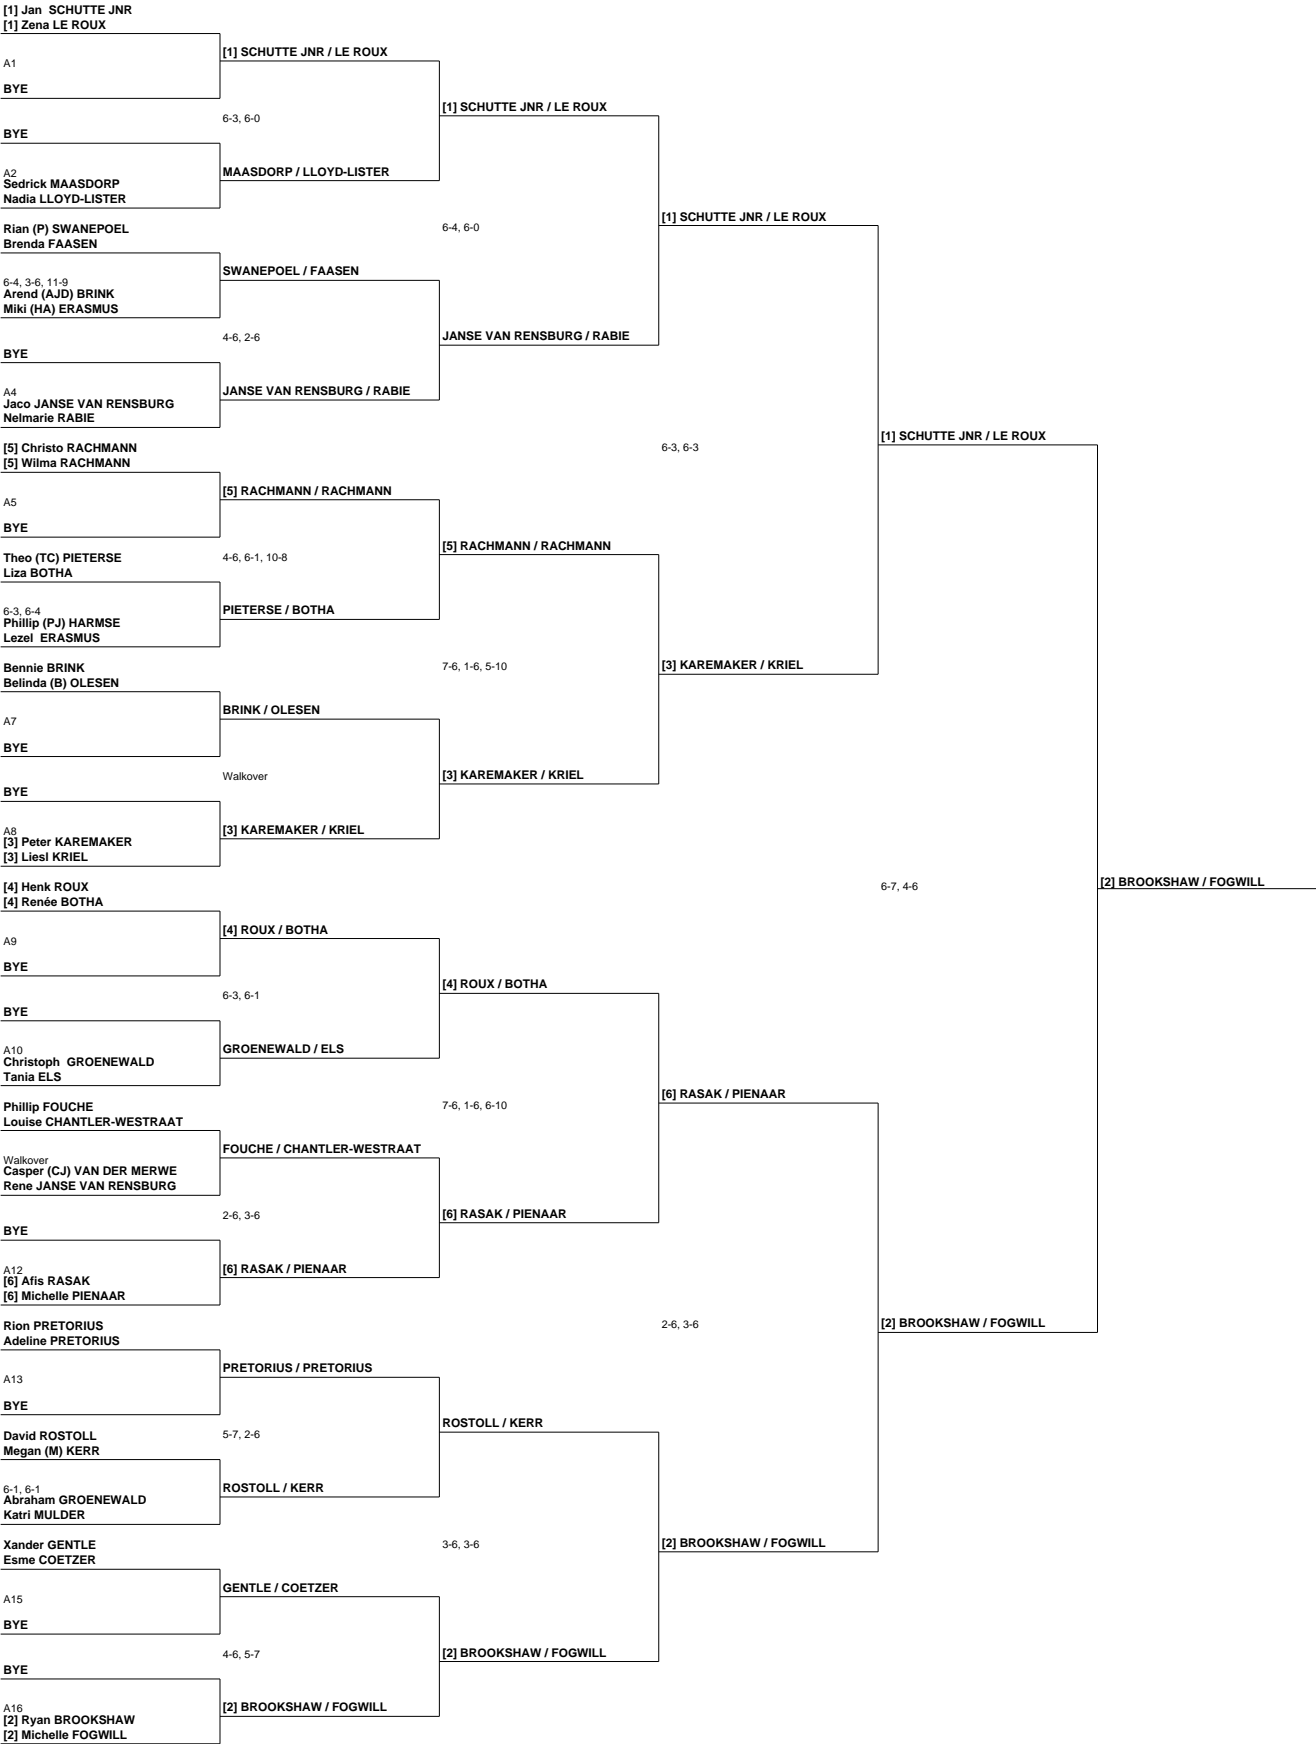 [1] Jan  SCHUTTE JNR
[1] Zena LE ROUX
[1] SCHUTTE JNR / LE ROUX
A1
BYE
[1] SCHUTTE JNR / LE ROUX
6-3, 6-0
BYE
MAASDORP / LLOYD-LISTER
A2
Sedrick MAASDORP
Nadia LLOYD-LISTER
[1] SCHUTTE JNR / LE ROUX
6-4, 6-0
Rian (P) SWANEPOEL
Brenda FAASEN
SWANEPOEL / FAASEN
6-4, 3-6, 11-9
Arend (AJD) BRINK
Miki (HA) ERASMUS
4-6, 2-6
JANSE VAN RENSBURG / RABIE
BYE
JANSE VAN RENSBURG / RABIE
A4
Jaco JANSE VAN RENSBURG
Nelmarie RABIE
[1] SCHUTTE JNR / LE ROUX
6-3, 6-3
[5] Christo RACHMANN
[5] Wilma RACHMANN
[5] RACHMANN / RACHMANN
A5
BYE
[5] RACHMANN / RACHMANN
4-6, 6-1, 10-8
Theo (TC) PIETERSE
Liza BOTHA
PIETERSE / BOTHA
6-3, 6-4
Phillip (PJ) HARMSE
Lezel  ERASMUS
7-6, 1-6, 5-10
[3] KAREMAKER / KRIEL
Bennie BRINK
Belinda (B) OLESEN
BRINK / OLESEN
A7
BYE
Walkover
[3] KAREMAKER / KRIEL
BYE
[3] KAREMAKER / KRIEL
A8
[3] Peter KAREMAKER
[3] Liesl KRIEL
6-7, 4-6
[2] BROOKSHAW / FOGWILL
[4] Henk ROUX
[4] Renée BOTHA
[4] ROUX / BOTHA
A9
BYE
6-3, 6-1
[4] ROUX / BOTHA
BYE
GROENEWALD / ELS
A10
Christoph  GROENEWALD
Tania ELS
7-6, 1-6, 6-10
[6] RASAK / PIENAAR
Phillip FOUCHE
Louise CHANTLER-WESTRAAT
FOUCHE / CHANTLER-WESTRAAT
Walkover
Casper (CJ) VAN DER MERWE
Rene JANSE VAN RENSBURG
2-6, 3-6
[6] RASAK / PIENAAR
BYE
[6] RASAK / PIENAAR
A12
[6] Afis RASAK
[6] Michelle PIENAAR
2-6, 3-6
[2] BROOKSHAW / FOGWILL
Rion PRETORIUS
Adeline PRETORIUS
PRETORIUS / PRETORIUS
A13
BYE
5-7, 2-6
ROSTOLL / KERR
David ROSTOLL
Megan (M) KERR
ROSTOLL / KERR
6-1, 6-1
Abraham GROENEWALD
Katri MULDER
3-6, 3-6
[2] BROOKSHAW / FOGWILL
Xander GENTLE
Esme COETZER
GENTLE / COETZER
A15
BYE
4-6, 5-7
[2] BROOKSHAW / FOGWILL
BYE
[2] BROOKSHAW / FOGWILL
A16
[2] Ryan BROOKSHAW
[2] Michelle FOGWILL